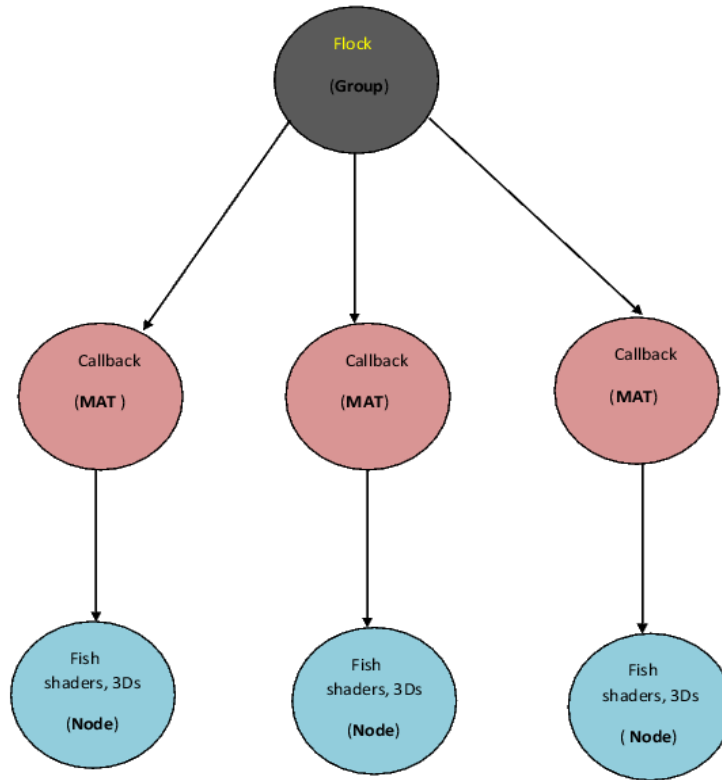 Flock
(Group)
Callback
(MAT )
Callback
(MAT)
Callback
(MAT)
Fish
shaders, 3Ds
(Node)
Fish
shaders, 3Ds
(Node)
Fish
shaders, 3Ds
( Node)